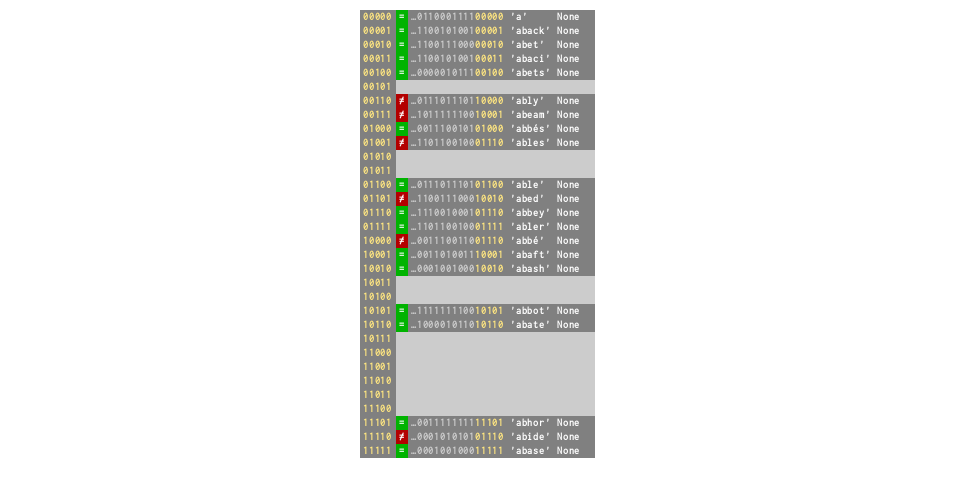 00000 = …011000111100000 'a' None
00001 = …110010100100001 'aback' None
00010 = …110011100000010 'abet' None
00011 = …110010100100011 'abaci' None
00100 = …000001011100100 'abets' None
00101
00110 ≠ …011101110110000 'ably' None
00111 ≠ …101111110010001 'abeam' None
01000 = …001110010101000 'abbés' None
01001 ≠ …110110010001110 'ables' None
01010
01011
01100 = …011101110101100 'able' None
01101 ≠ …110011100010010 'abed' None
01110 = …111001000101110 'abbey' None
01111 = …110110010001111 'abler' None
10000 ≠ …001110011001110 'abbé' None
10001 = …001101001110001 'abaft' None
10010 = …000100100010010 'abash' None
10011
10100
10101 = …111111110010101 'abbot' None
10110 = …100001011010110 'abate' None
10111
11000
11001
11010
11011
11100
11101 = …001111111111101 'abhor' None
11110 ≠ …000101010101110 'abide' None
11111 = …000100100011111 'abase' None